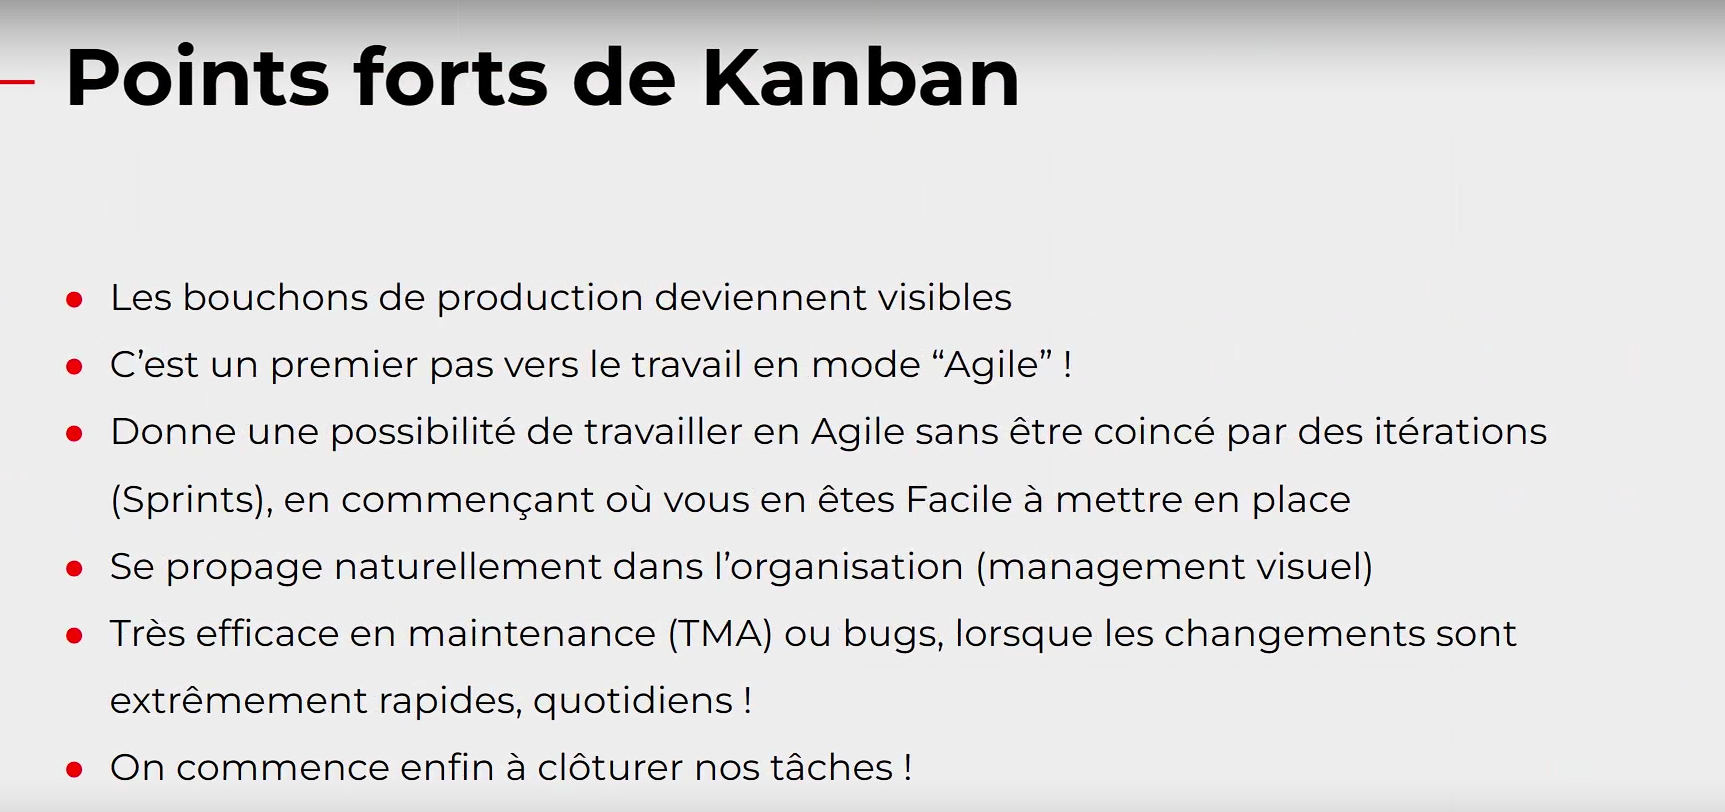 Points forts de Kanban
● Les bouchons de production deviennent visibles
● C’est un premier pas vers le travail en mode “Agile” !
● Donne une possibilité de travailler en Agile sans être coincé par des itérations
(Sprints), en commençant où vous en êtes Facile à mettre en place
● Se propage naturellement dans l’organisation (management visuel)
● Très efficace en maintenance (TMA) ou bugs, lorsque les changements sont
extrêmement rapides, quotidiens !
● On commence enfin à clôturer nos tâches !